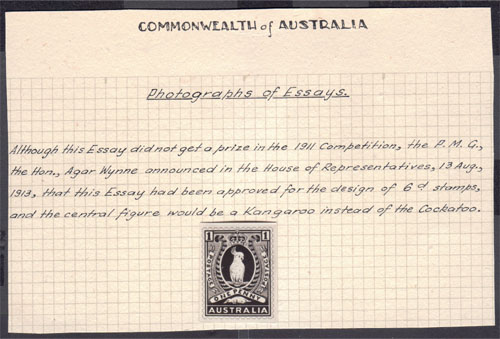 COMMONWEALTH of AUSTRALIA
Photographs of Essays.
Although this Essay did not get a prize in the 1911 Competition, the P.M.G.,
the Hon., Agar Wynne announced in the House of Representatives, 13 Aug.,
1913, that this Essay had been approved for the design of 6d stamps,
and the central figure would be a Kangaroo instead of the Cockatoo.
1 1
POSTAGE POSTAGE
ONE PENNY
AUSTRALIA